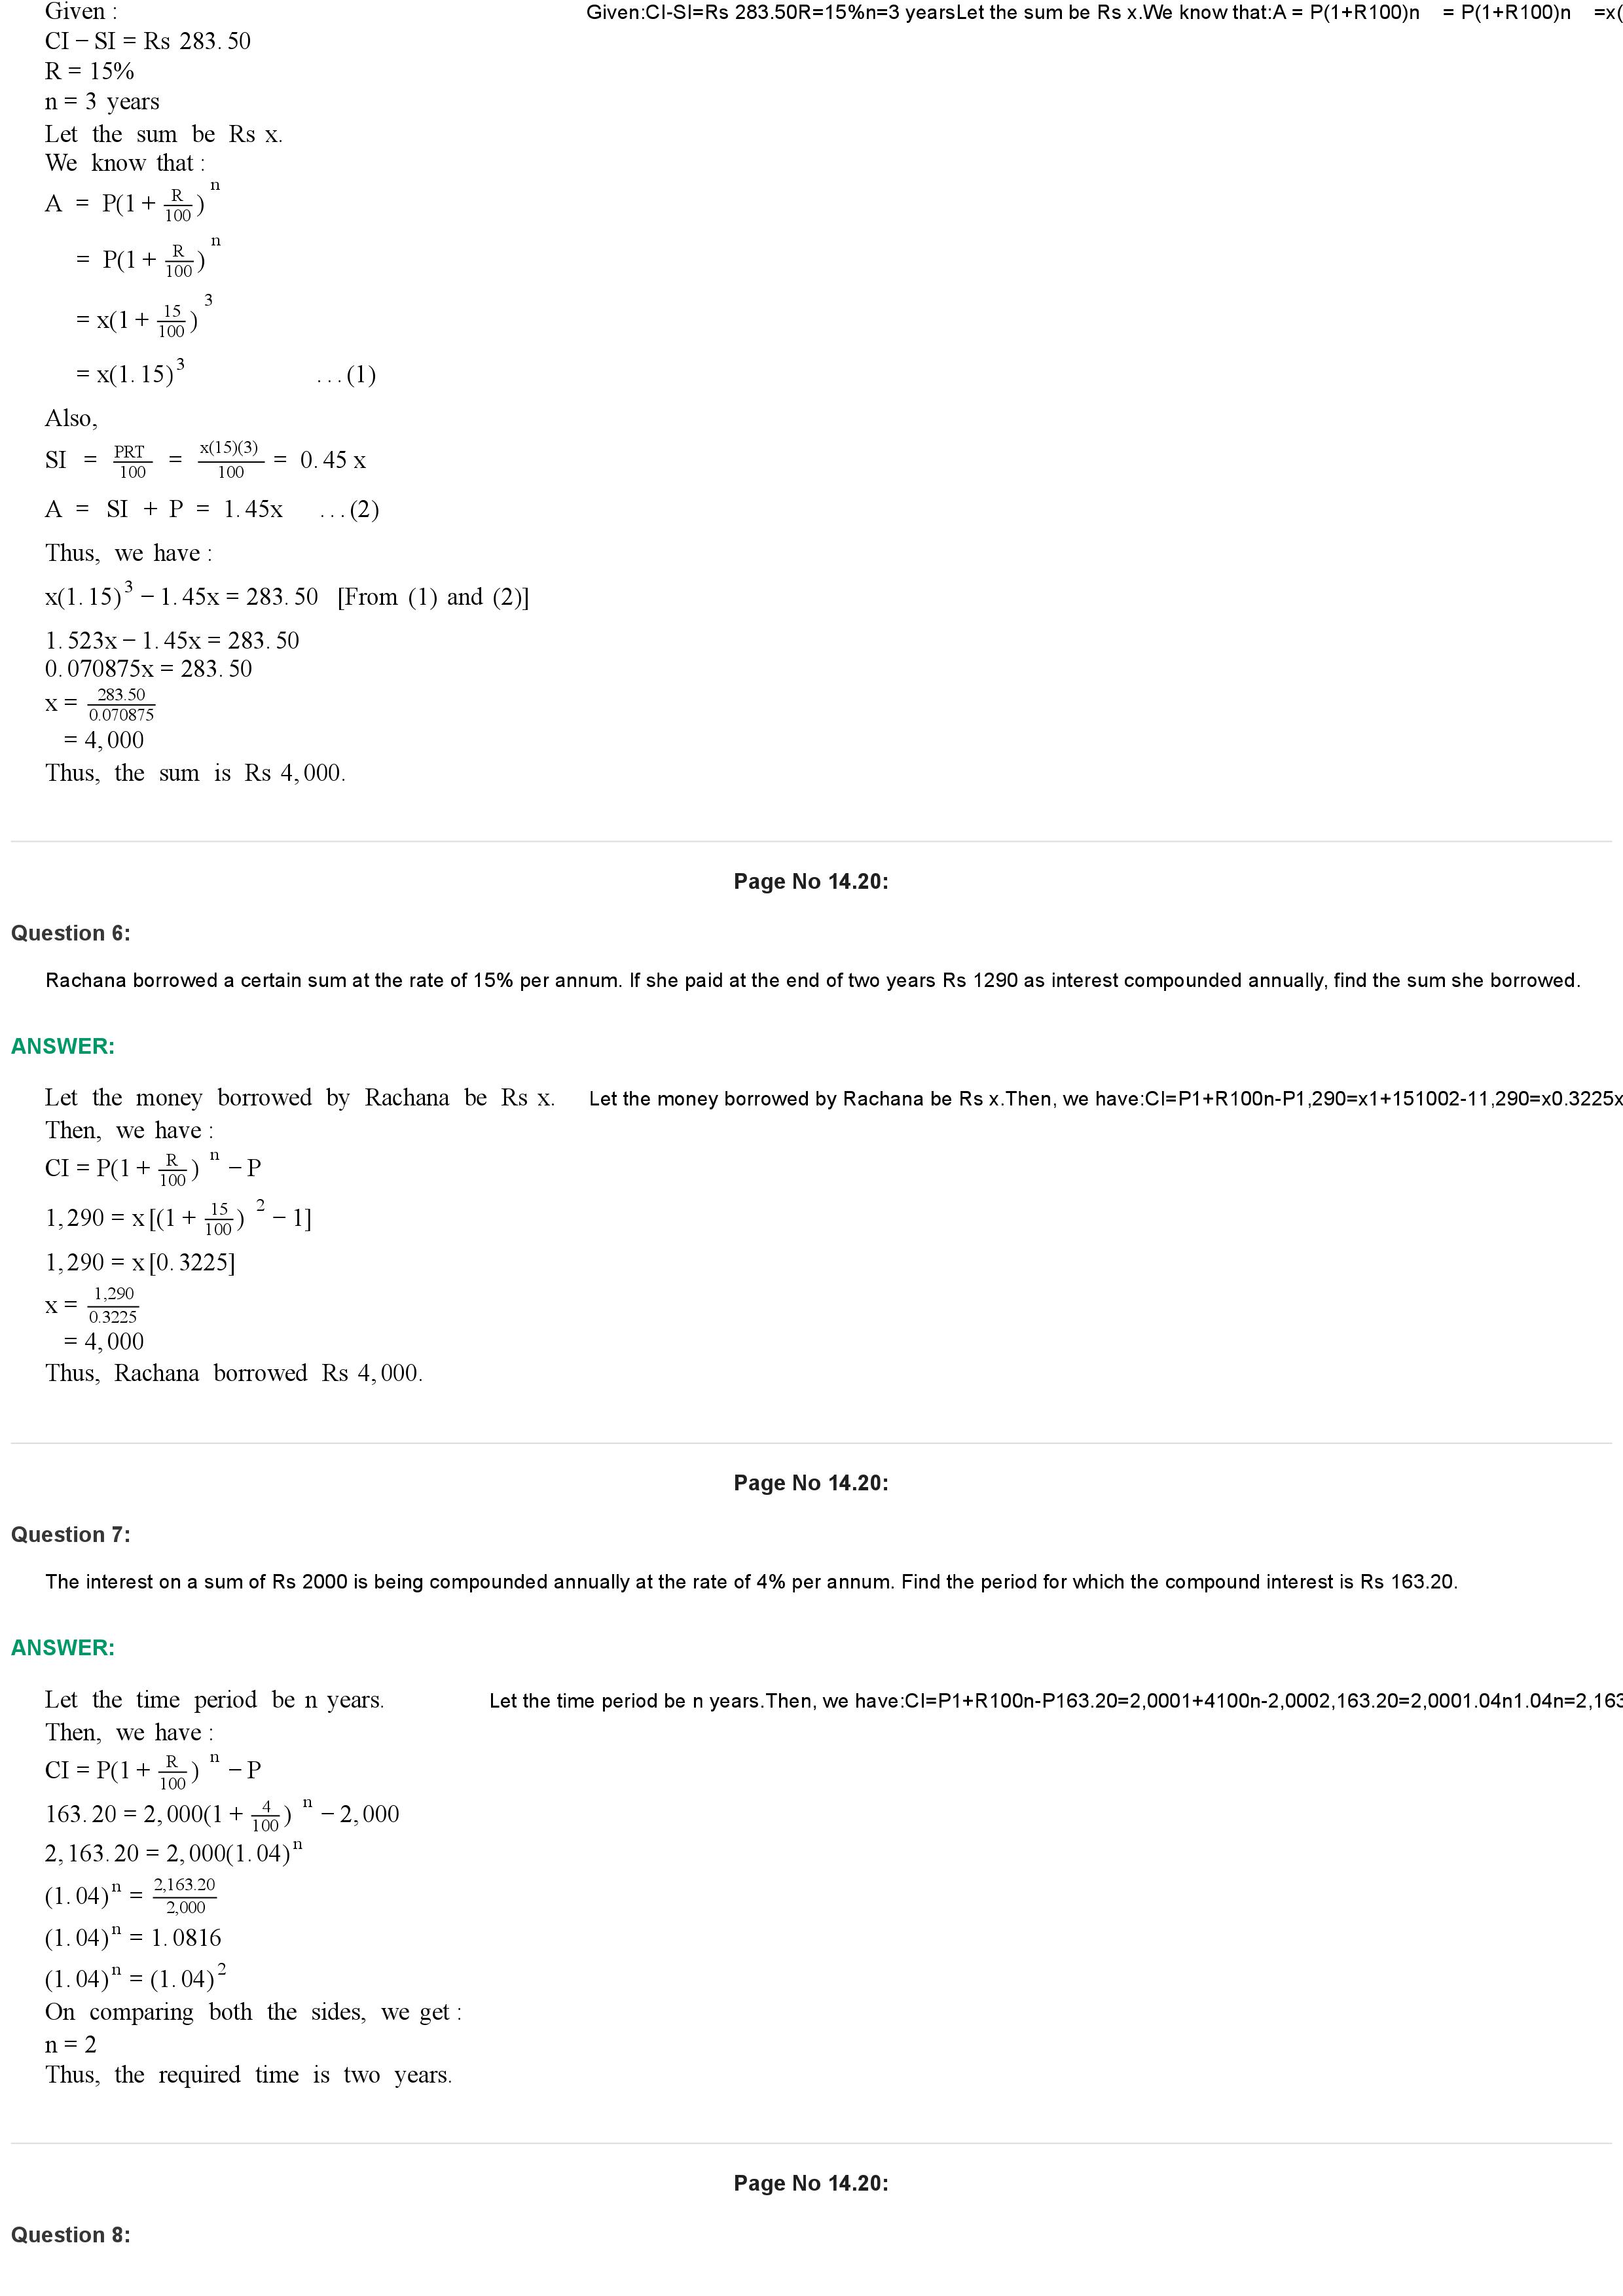 Given :
CI − SI = Rs 283. 50
R = 15%
n = 3 years
Let the sum be Rs x.
We know that :
A = P(1 + R/100)^n
= P(1 + R/100)^n
= x(1 + 15/100)^3
= x(1. 15)^3 . . . (1)
Also,
SI = PRT/100 = x(15)(3)/100 = 0. 45 x
A = SI + P = 1. 45x . . . (2)
Thus, we have :
x(1. 15)^3 − 1. 45x = 283. 50 [From (1) and (2)]
1. 523x − 1. 45x = 283. 50
0. 070875x = 283. 50
x = 283.50/0.070875
= 4, 000
Thus, the sum is Rs 4, 000.
Given:CI-SI=Rs 283.50R=15%n=3 yearsLet the sum be Rs x.We know that:A = P(1+R100)n = P(1+R100)n =x(
Page No 14.20:
Question 6:
Rachana borrowed a certain sum at the rate of 15% per annum. If she paid at the end of two years Rs 1290 as interest compounded annually, find the sum she borrowed.
ANSWER:
Let the money borrowed by Rachana be Rs x.
Then, we have :
CI = P(1 + R/100)^n − P
1, 290 = x [(1 + 15/100)^2 − 1]
1, 290 = x [0. 3225]
x = 1,290/0.3225
= 4, 000
Thus, Rachana borrowed Rs 4, 000.
Let the money borrowed by Rachana be Rs x.Then, we have:CI=P1+R100n-P1,290=x1+151002-11,290=x0.3225x
Page No 14.20:
Question 7:
The interest on a sum of Rs 2000 is being compounded annually at the rate of 4% per annum. Find the period for which the compound interest is Rs 163.20.
ANSWER:
Let the time period be n years.
Then, we have :
CI = P(1 + R/100)^n − P
163. 20 = 2, 000(1 + 4/100)^n − 2, 000
2, 163. 20 = 2, 000(1. 04)^n
(1. 04)^n = 2,163.20/2,000
(1. 04)^n = 1. 0816
(1. 04)^n = (1. 04)^2
On comparing both the sides, we get :
n = 2
Thus, the required time is two years.
Let the time period be n years.Then, we have:CI=P1+R100n-P163.20=2,0001+4100n-2,0002,163.20=2,0001.04n1.04n=2,163
Page No 14.20:
Question 8: